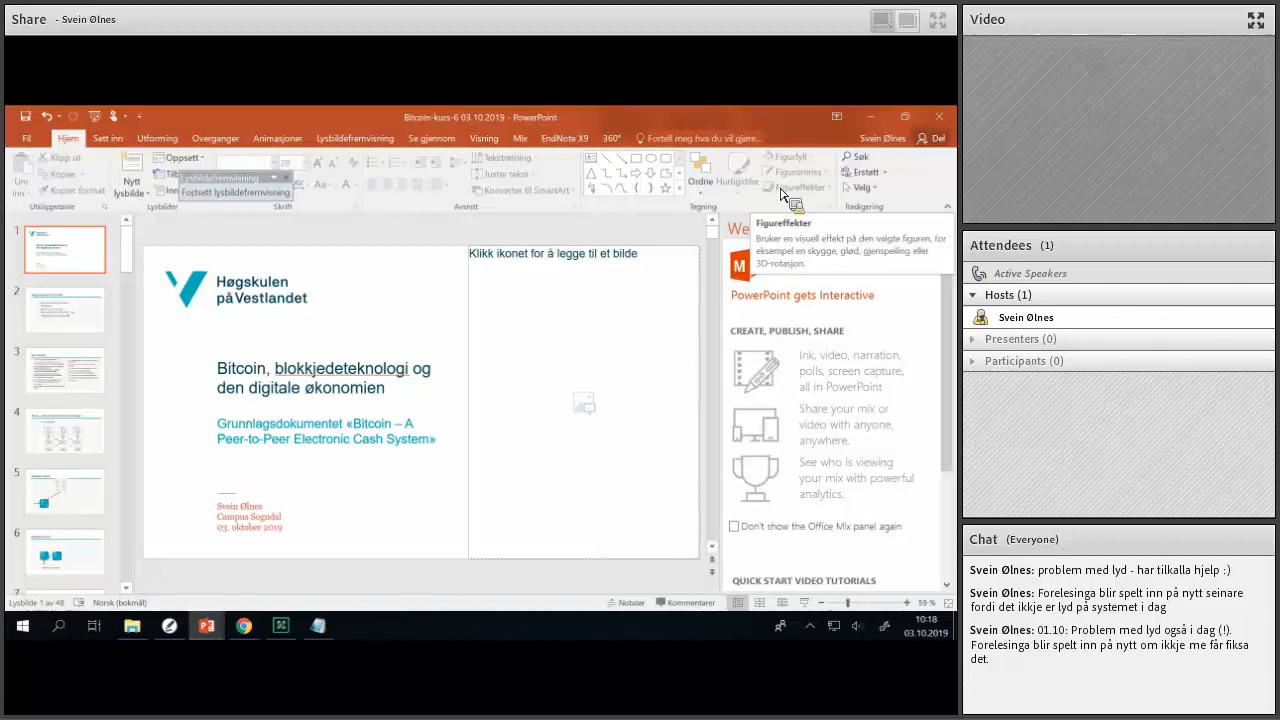 Share - Svein Ølnes
Bitcoin-kurs-6 03.10.2019 - PowerPoint
Fil Hjem Sett inn Utforming Overganger Animasjoner Lysbildefremvisning Se gjennom Visning Mix EndNote X9 360° Fortell meg hva du vil gjøre... Svein Ølnes Del
Klipp ut
Kopier
Kopier format
Utklippstavle
Nytt
lysbilde
Oppsett
Lysbilder
Lysbildefremvisning
Fortsett lysbildefremvisning
28
Aa
Skrift
Tekstretning
Juster tekst
Konverter til SmartArt
Avsnitt
Ordne
Hurtigstiler
Figurfyll
Figuromriss
Figureffekter
Tegning
Søk
Erstatt
Velg
Redigering
1
2
3
4
5
6
Høgskulen
på Vestlandet
Bitcoin, blokkjedeteknologi og
den digitale økonomien
Grunnlagsdokumentet «Bitcoin – A
Peer-to-Peer Electronic Cash System»
Svein Ølnes
Campus Sogndal
03. oktober 2019
Klikk ikonet for å legge til et bilde
We
Figureffekter
Bruker en visuell effekt på den valgte figuren, for
eksempel en skygge, glød, gjenspeiling eller
3D-rotasjon.
M
PowerPoint gets Interactive
CREATE, PUBLISH, SHARE
Ink, video, narration,
polls, screen capture,
all in PowerPoint
Share your mix or
video with anyone,
anywhere.
See who is viewing
your mix with powerful
analytics.
Don't show the Office Mix panel again
QUICK START VIDEO TUTORIALS
Lysbilde 1 av 48 Norsk (bokmål) Notater Kommentarer 59 %
10:18
03.10.2019
Video
Attendees (1)
Active Speakers
Hosts (1)
Svein Ølnes
Presenters (0)
Participants (0)
Chat (Everyone)
Svein Ølnes: problem med lyd - har tilkalla hjelp :)
Svein Ølnes: Forelesinga blir spelt inn på nytt seinare
fordi det ikkje er lyd på systemet i dag
Svein Ølnes: 01.10: Problem med lyd også i dag (!).
Forelesinga blir spelt inn på nytt om ikkje me får fiksa
det.